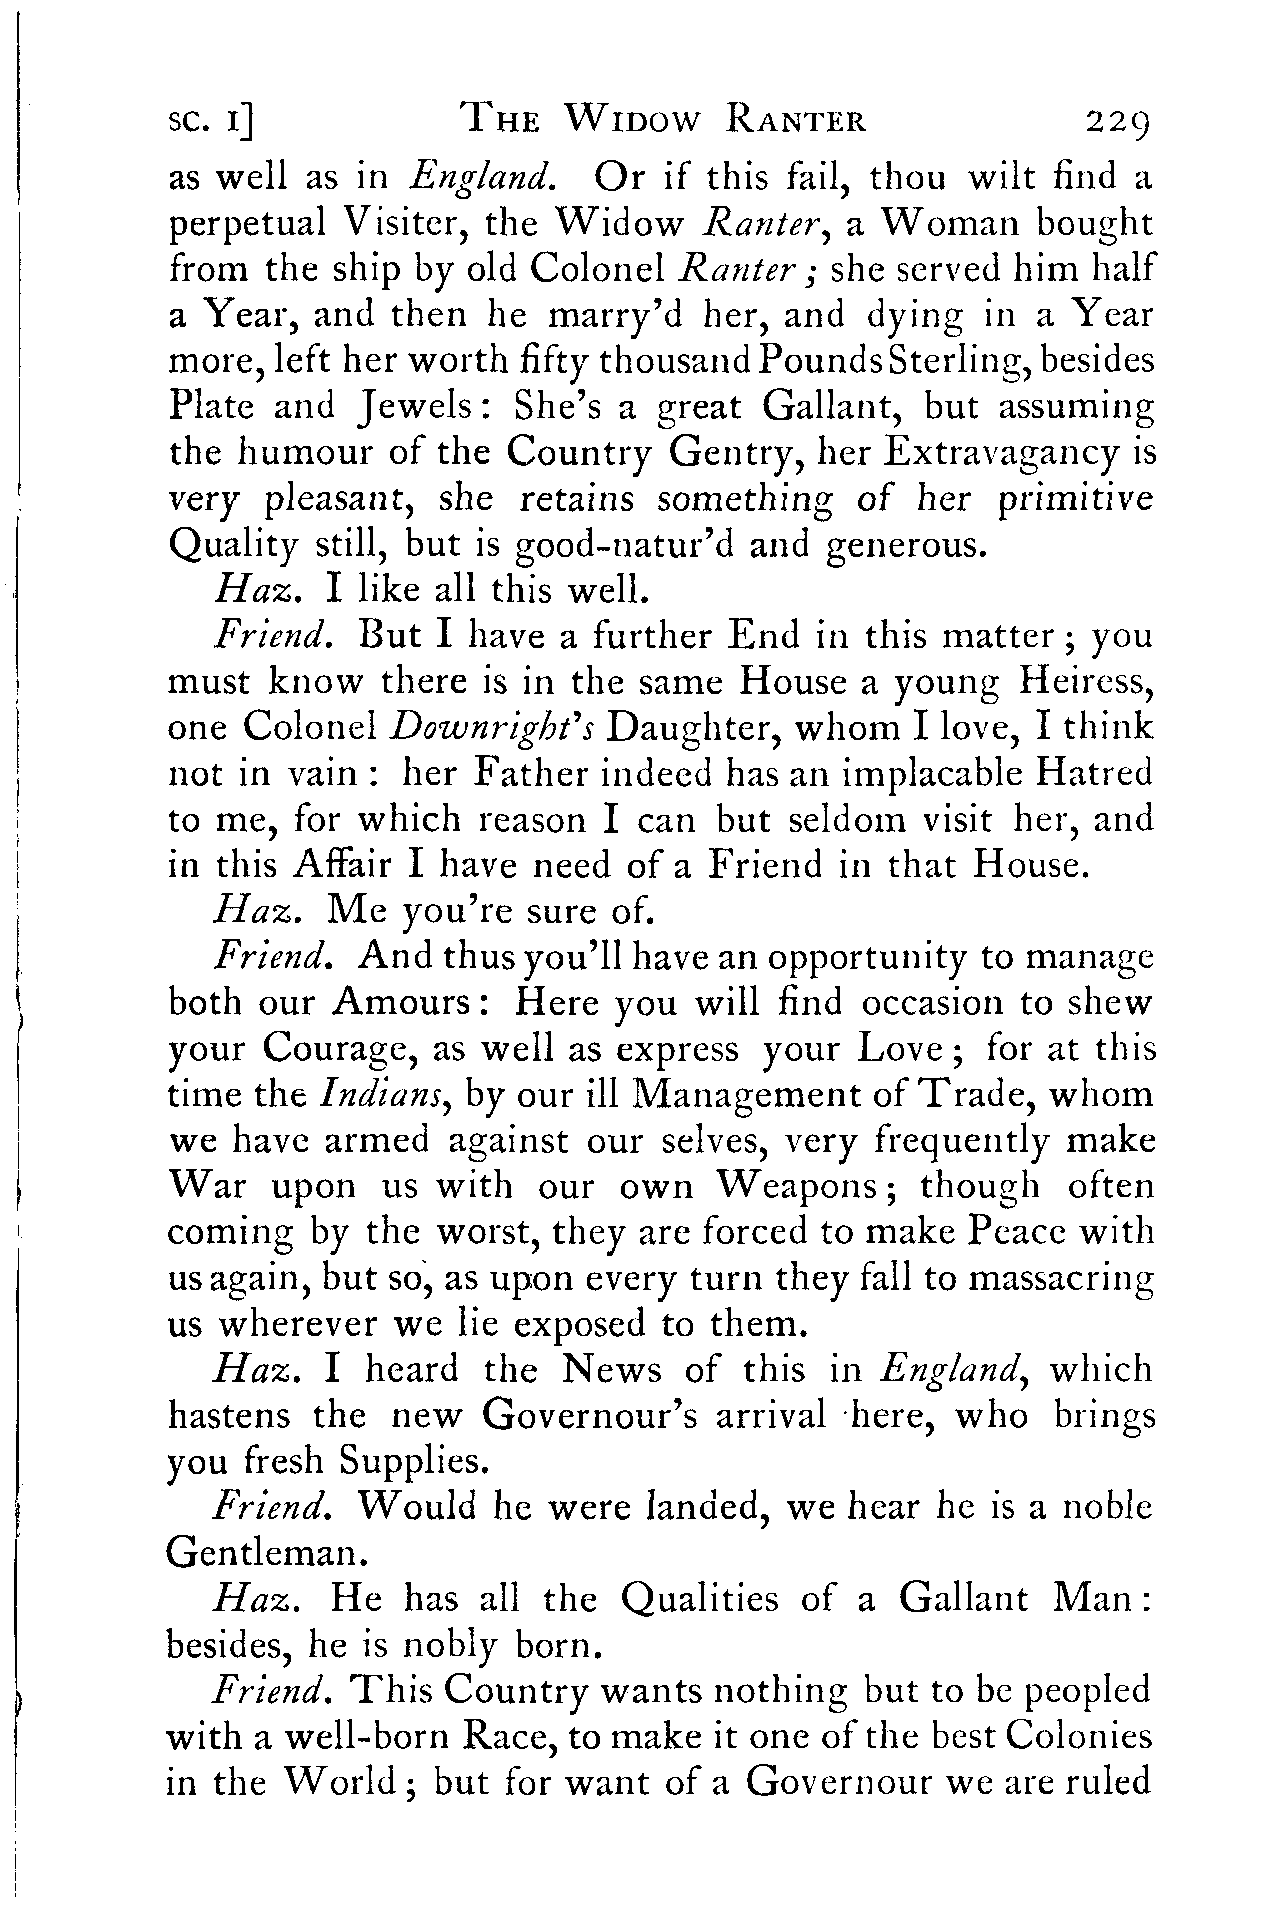 sc. I] The Widow Ranter 229
as well as in England. Or if this fail, thou wilt find a
perpetual Visiter, the Widow Ranter, a Woman bought
from the ship by old Colonel Ranter; she served him half
a Year, and then he marry'd her, and dying in a Year
more, left her worth fifty thousand Pounds Sterling, besides
Plate and Jewels: She's a great Gallant, but assuming
the humour of the Country Gentry, her Extravagancy is
very pleasant, she retains something of her primitive
Quality still, but is good-natur'd and generous.
Haz. I like all this well.
Friend. But I have a further End in this matter; you
must know there is in the same House a young Heiress,
one Colonel Downright's Daughter, whom I love, I think
not in vain: her Father indeed has an implacable Hatred
to me, for which reason I can but seldom visit her, and
in this Affair I have need of a Friend in that House.
Haz. Me you're sure of.
Friend. And thus you'll have an opportunity to manage
both our Amours: Here you will find occasion to shew
your Courage, as well as express your Love; for at this
time the Indians, by our ill Management of Trade, whom
we have armed against our selves, very frequently make
War upon us with our own Weapons; though often
coming by the worst, they are forced to make Peace with
us again, but so, as upon every turn they fall to massacring
us wherever we lie exposed to them.
Haz. I heard the News of this in England, which
hastens the new Governour's arrival here, who brings
you fresh Supplies.
Friend. Would he were landed, we hear he is a noble
Gentleman.
Haz. He has all the Qualities of a Gallant Man:
besides, he is nobly born.
Friend. This Country wants nothing but to be peopled
with a well-born Race, to make it one of the best Colonies
in the World; but for want of a Governour we are ruled